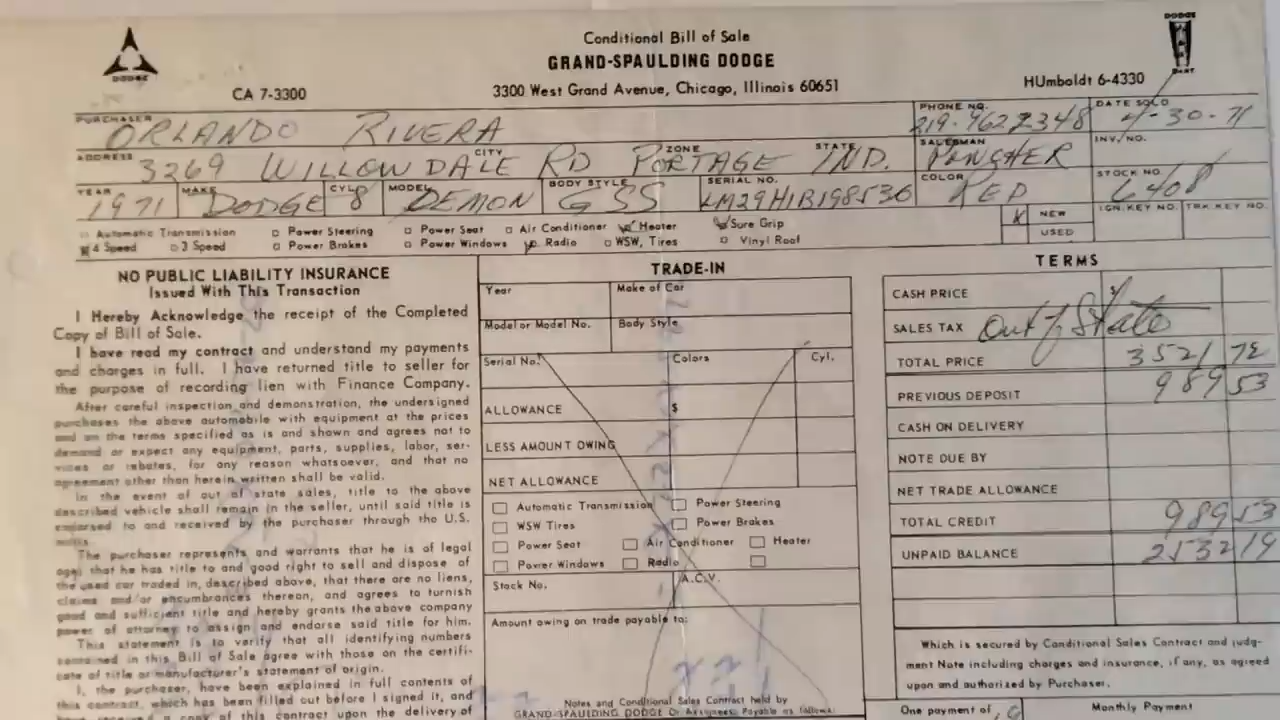 Conditional Bill of Sale
DODGE
GRAND-SPAULDING DODGE
DODGE
DART
CA 7-3300
3300 West Grand Avenue, Chicago, Illinois 60651
HUmboldt 6-4330
PURCHASER ORLANDO RIVERA PHONE NO. 219-962 2348 DATE SOLD 4-30-71
ADDRESS 3269 WILLOWDALE RD CITY PORTAGE ZONE STATE IND. SALESMAN INV. NO.
YEAR 1971 MAKE DODGE CYL 8 MODEL DEMON BODY STYLE GSS SERIAL NO. LM29H1B198536 COLOR RED STOCK NO. L408
NEW IGN. KEY NO. TRK KEY NO.
USED
Automatic Transmission Power Steering Power Seat Air Conditioner Heater Sure Grip
4 Speed 3 Speed Power Brakes Power Windows Radio WSW, Tires Vinyl Roof
NO PUBLIC LIABILITY INSURANCE
Issued With This Transaction
I Hereby Acknowledge the receipt of the Completed
Copy of Bill of Sale.
I have read my contract and understand my payments
and charges in full. I have returned title to seller for
the purpose of recording lien with Finance Company.
After careful inspection and demonstration, the undersigned
purchases the above automobile with equipment at the prices
and on the terms specified as is and shown and agrees not to
demand or expect any equipment, parts, supplies, labor, ser-
vices or rebates, for any reason whatsoever, and that no
agreement other than herein written shall be valid.
In the event of out of state sales, title to the above
described vehicle shall remain in the seller, until said title is
endorsed to and received by the purchaser through the U.S.
mails.
The purchaser represents and warrants that he is of legal
age; that he has title to and good right to sell and dispose of
the used car traded in, described above, that there are no liens,
claims and/or encumbrances thereon, and agrees to furnish
good and sufficient title and hereby grants the above company
power of attorney to assign and endorse said title for him.
This statement is to verify that all identifying numbers
contained in this Bill of Sale agree with those on the certifi-
cate of title or manufacturer's statement of origin.
I, the purchaser, have been explained in full contents of
this contract, which has been filled out before I signed it, and
have received a copy of this contract upon the delivery of
TRADE-IN
Year Make of Car
Model or Model No. Body Style
Serial No. Colors Cyl.
ALLOWANCE $
LESS AMOUNT OWING
NET ALLOWANCE
Automatic Transmission Power Steering
WSW Tires Power Brakes
Power Seat Air Conditioner Heater
Power Windows Radio
Stock No. A.C.V.
Amount owing on trade payable to:
Notes and Conditional Sales Contract held by
GRAND-SPAULDING DODGE Or Assignees, Payable as follows:
TERMS
CASH PRICE $
SALES TAX Out of State
TOTAL PRICE 3521 72
PREVIOUS DEPOSIT 989 53
CASH ON DELIVERY
NOTE DUE BY
NET TRADE ALLOWANCE
TOTAL CREDIT 989 53
UNPAID BALANCE 2532 19
Which is secured by Conditional Sales Contract and judg-
ment Note including charges and insurance, if any, as agreed
upon and authorized by Purchaser.
One payment of
Monthly Payment